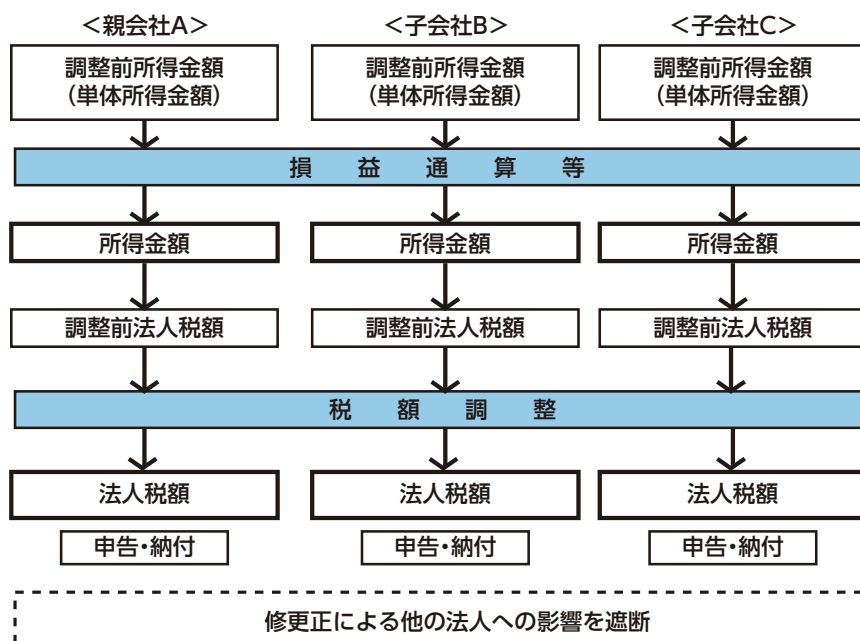 <親会社A> <子会社B> <子会社C>
調整前所得金額 調整前所得金額 調整前所得金額
(単体所得金額) (単体所得金額) (単体所得金額)
損益通算等
所得金額 所得金額 所得金額
調整前法人税額 調整前法人税額 調整前法人税額
税額調整
法人税額 法人税額 法人税額
申告・納付 申告・納付 申告・納付
修更正による他の法人への影響を遮断